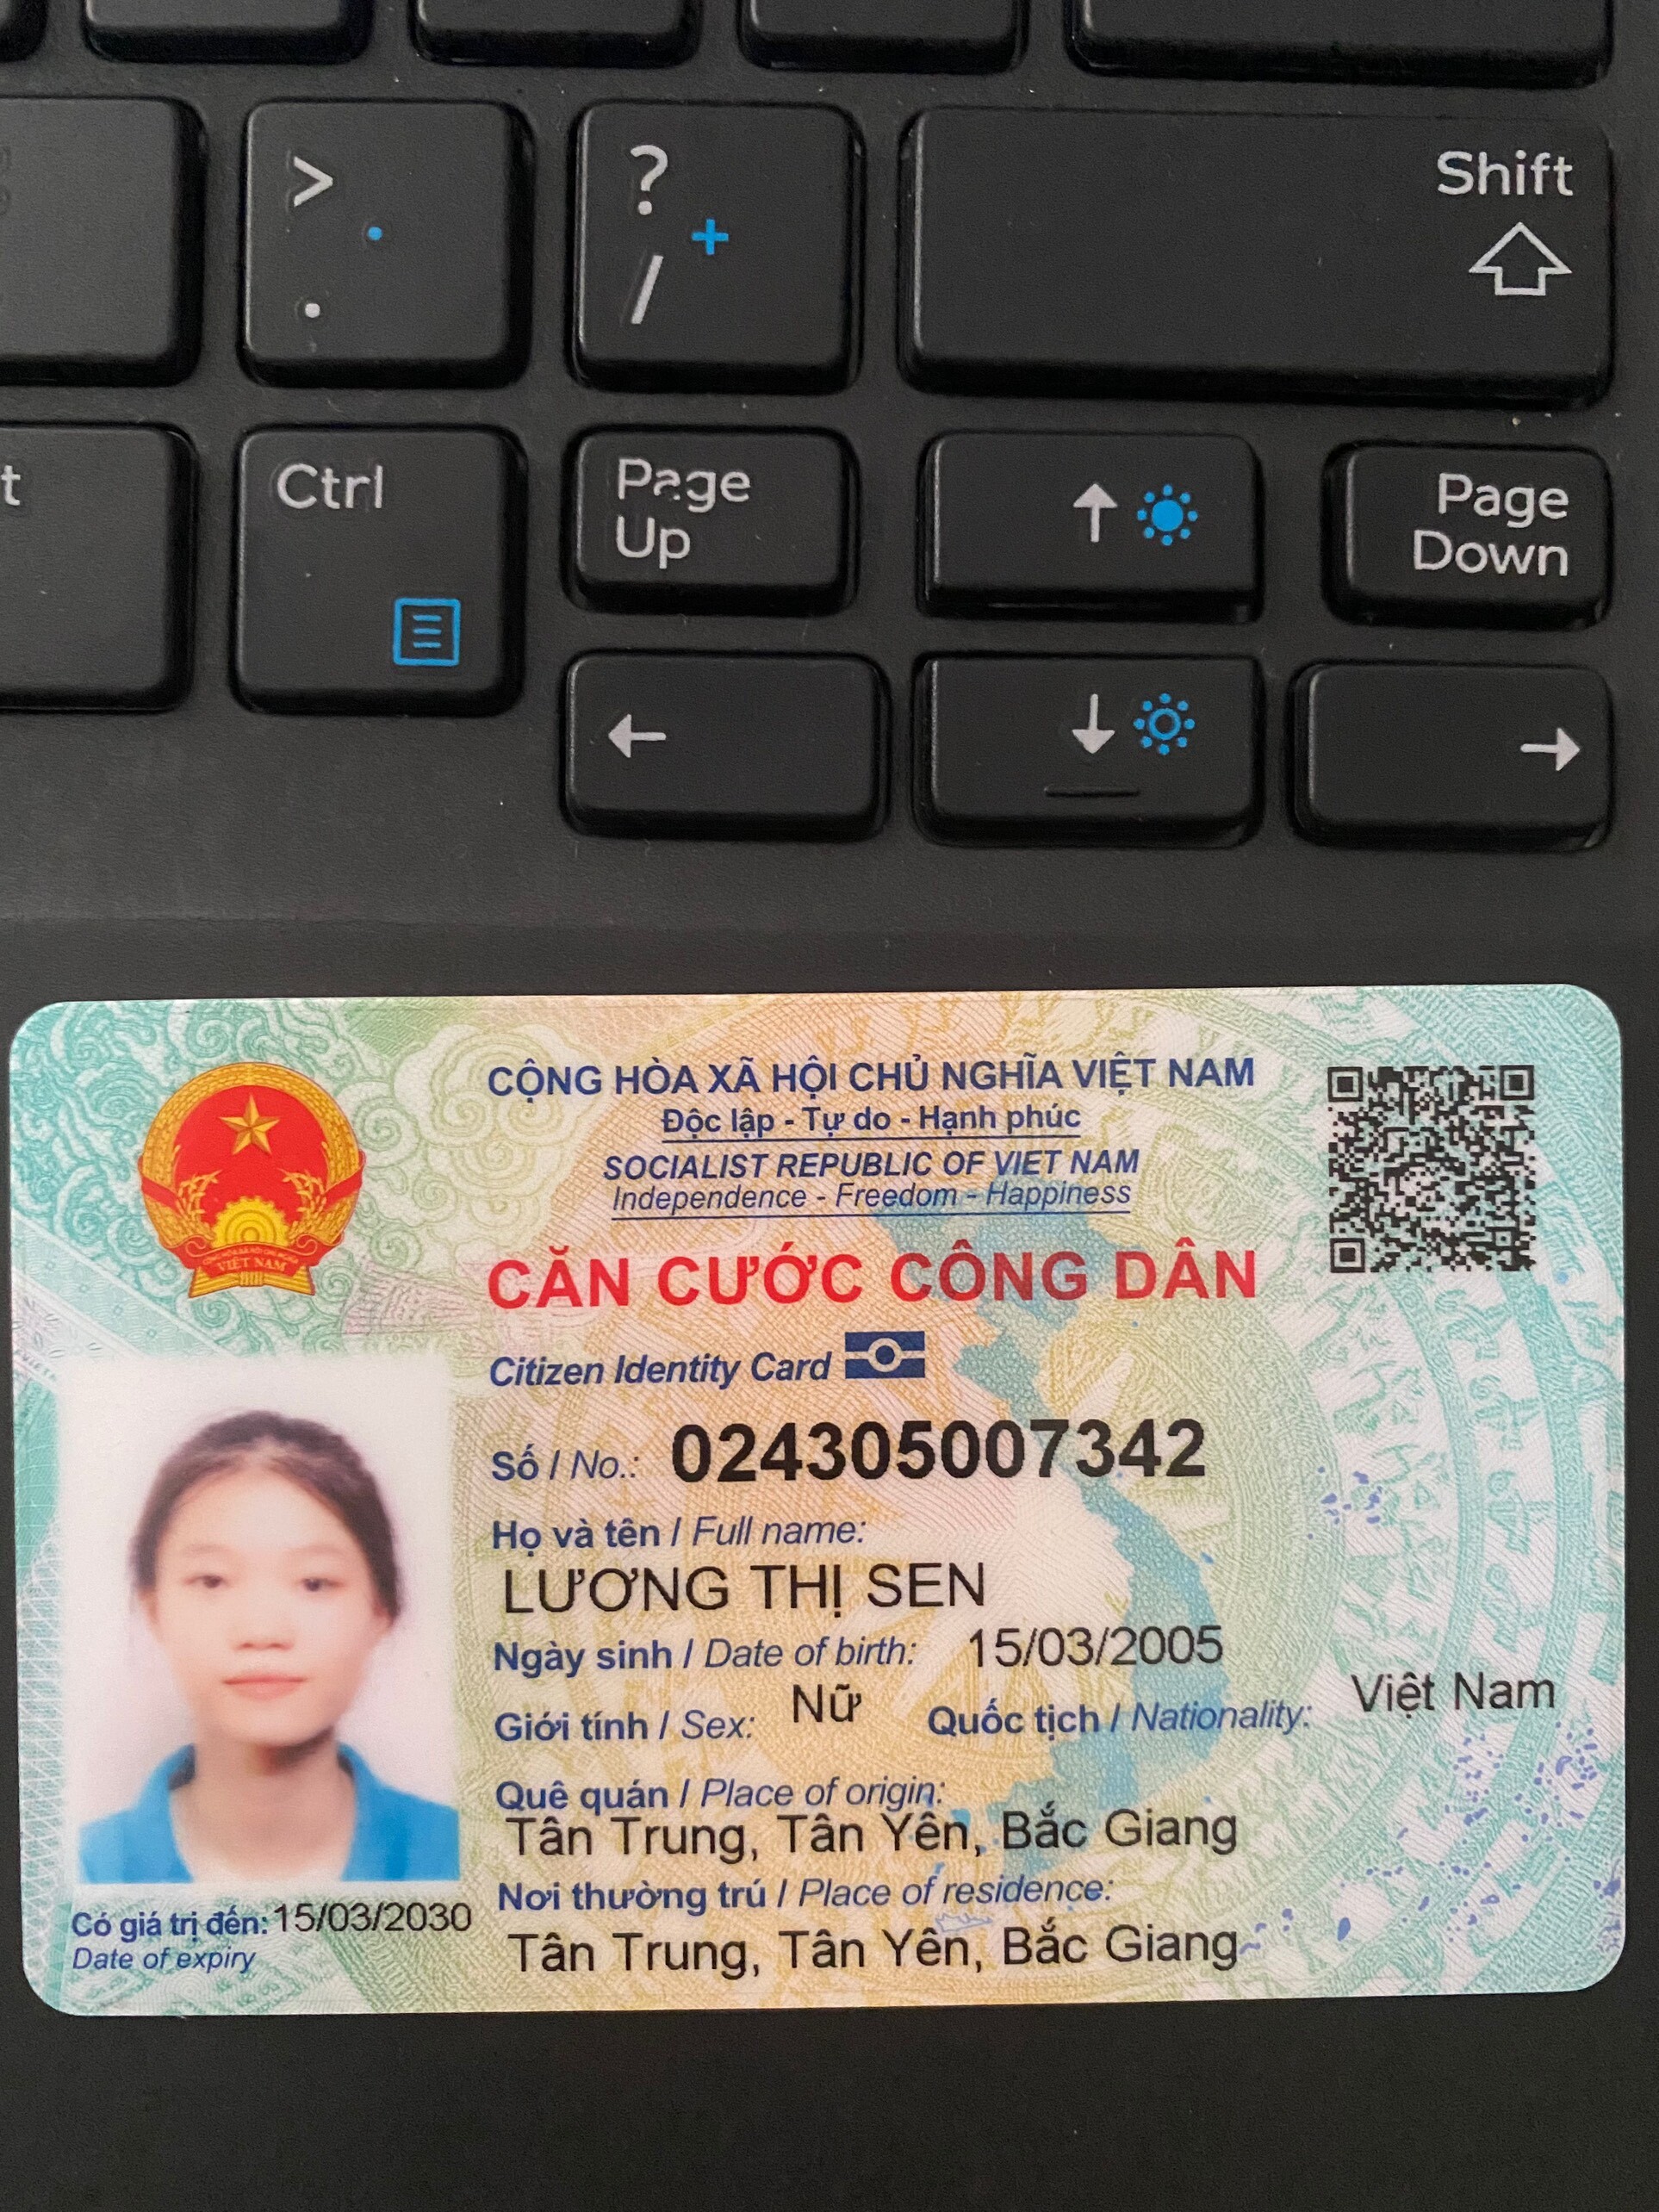 >
.
.
?
+
/
Shift
t
Ctrl
Page
Up
Page
Down
CỘNG HÒA XÃ HỘI CHỦ NGHĨA VIỆT NAM
Độc lập - Tự do - Hạnh phúc
SOCIALIST REPUBLIC OF VIET NAM
Independence - Freedom - Happiness
VIỆT NAM
CĂN CƯỚC CÔNG DÂN
Citizen Identity Card
Số / No.: 024305007342
Họ và tên / Full name:
LƯƠNG THỊ SEN
Ngày sinh / Date of birth: 15/03/2005
Giới tính / Sex: Nữ Quốc tịch / Nationality: Việt Nam
Quê quán / Place of origin:
Tân Trung, Tân Yên, Bắc Giang
Nơi thường trú / Place of residence:
Tân Trung, Tân Yên, Bắc Giang
Có giá trị đến: 15/03/2030
Date of expiry